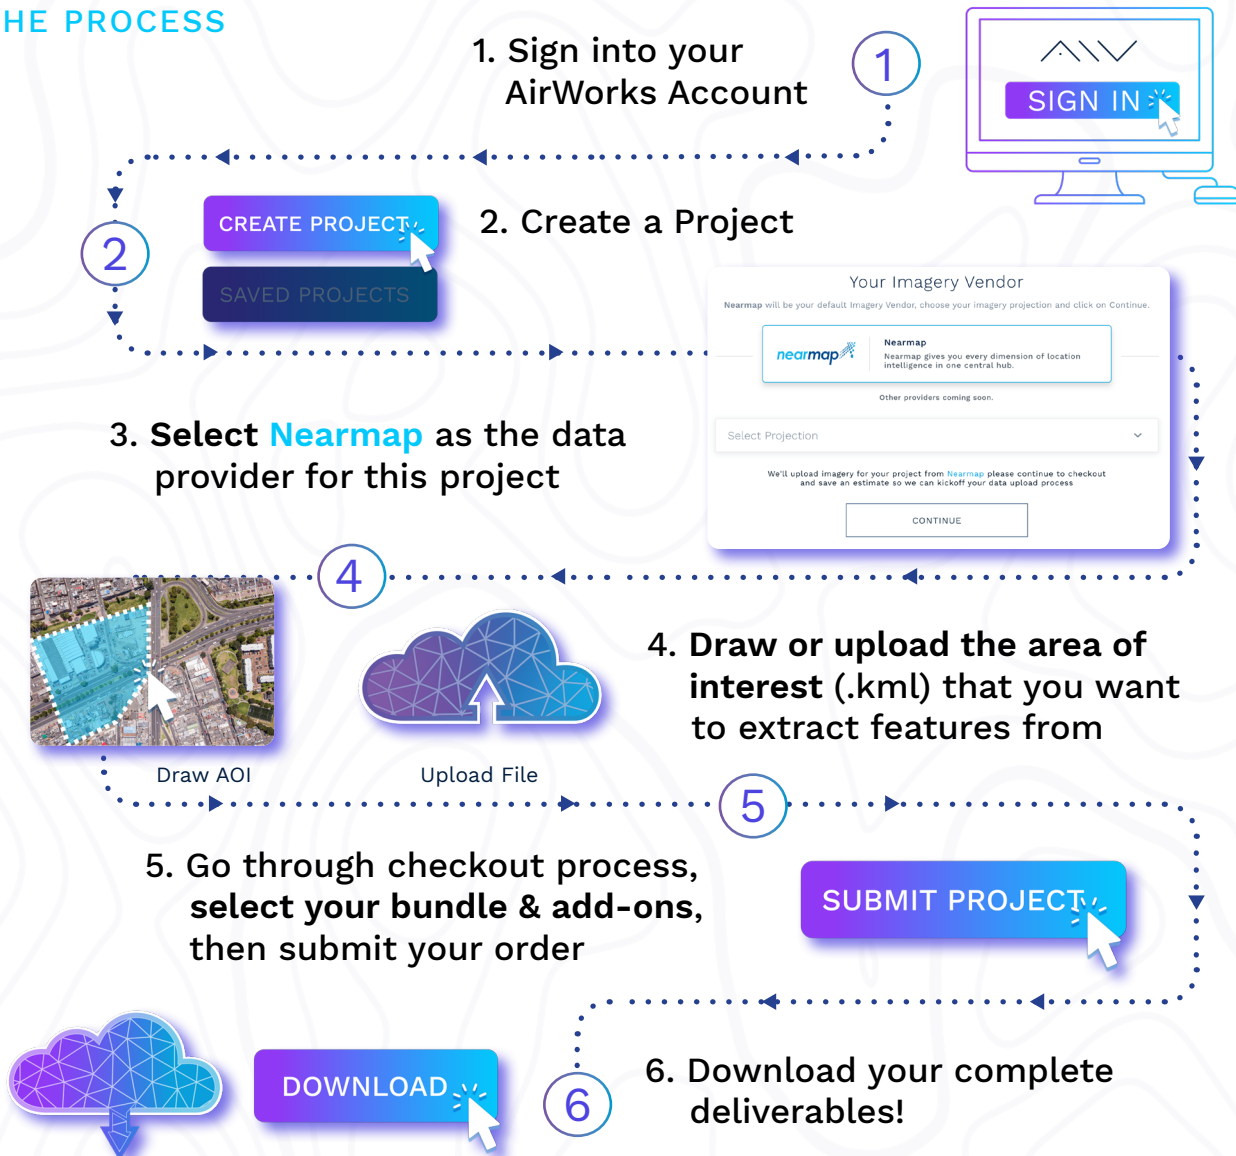 HE PROCESS
1. Sign into your
AirWorks Account
1
SIGN IN
2
CREATE PROJECT
SAVED PROJECTS
2. Create a Project
Your Imagery Vendor
Nearmap will be your default Imagery Vendor, choose your imagery projection and click on Continue.
nearmap
Nearmap
Nearmap gives you every dimension of location
intelligence in one central hub.
Other providers coming soon.
Select Projection
We'll upload imagery for your project from Nearmap please continue to checkout
and save an estimate so we can kickoff your data upload process
CONTINUE
3. Select Nearmap as the data
provider for this project
4
4. Draw or upload the area of
interest (.kml) that you want
to extract features from
Draw AOI
Upload File
5
5. Go through checkout process,
select your bundle & add-ons,
then submit your order
SUBMIT PROJECT
DOWNLOAD
6
6. Download your complete
deliverables!